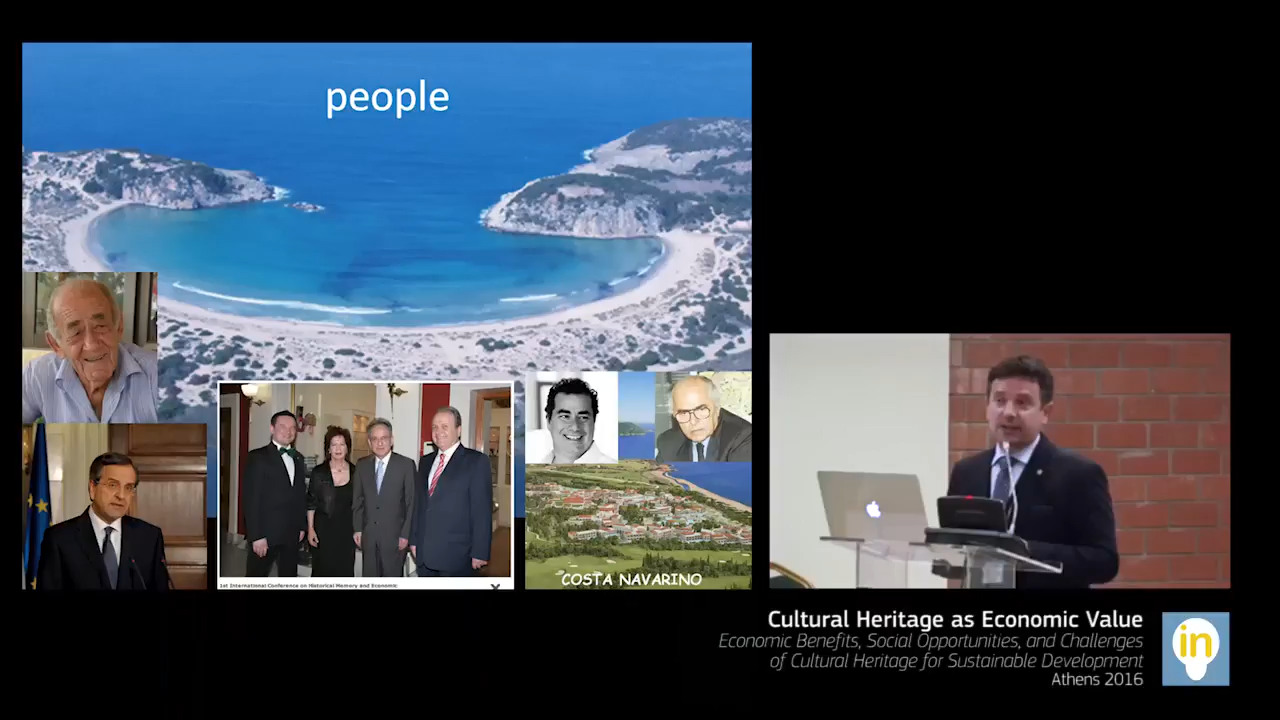 people
1st International Conference on Historical Memory and Economic
COSTA NAVARINO
Cultural Heritage as Economic Value
Economic Benefits, Social Opportunities, and Challenges
of Cultural Heritage for Sustainable Development
Athens 2016
in